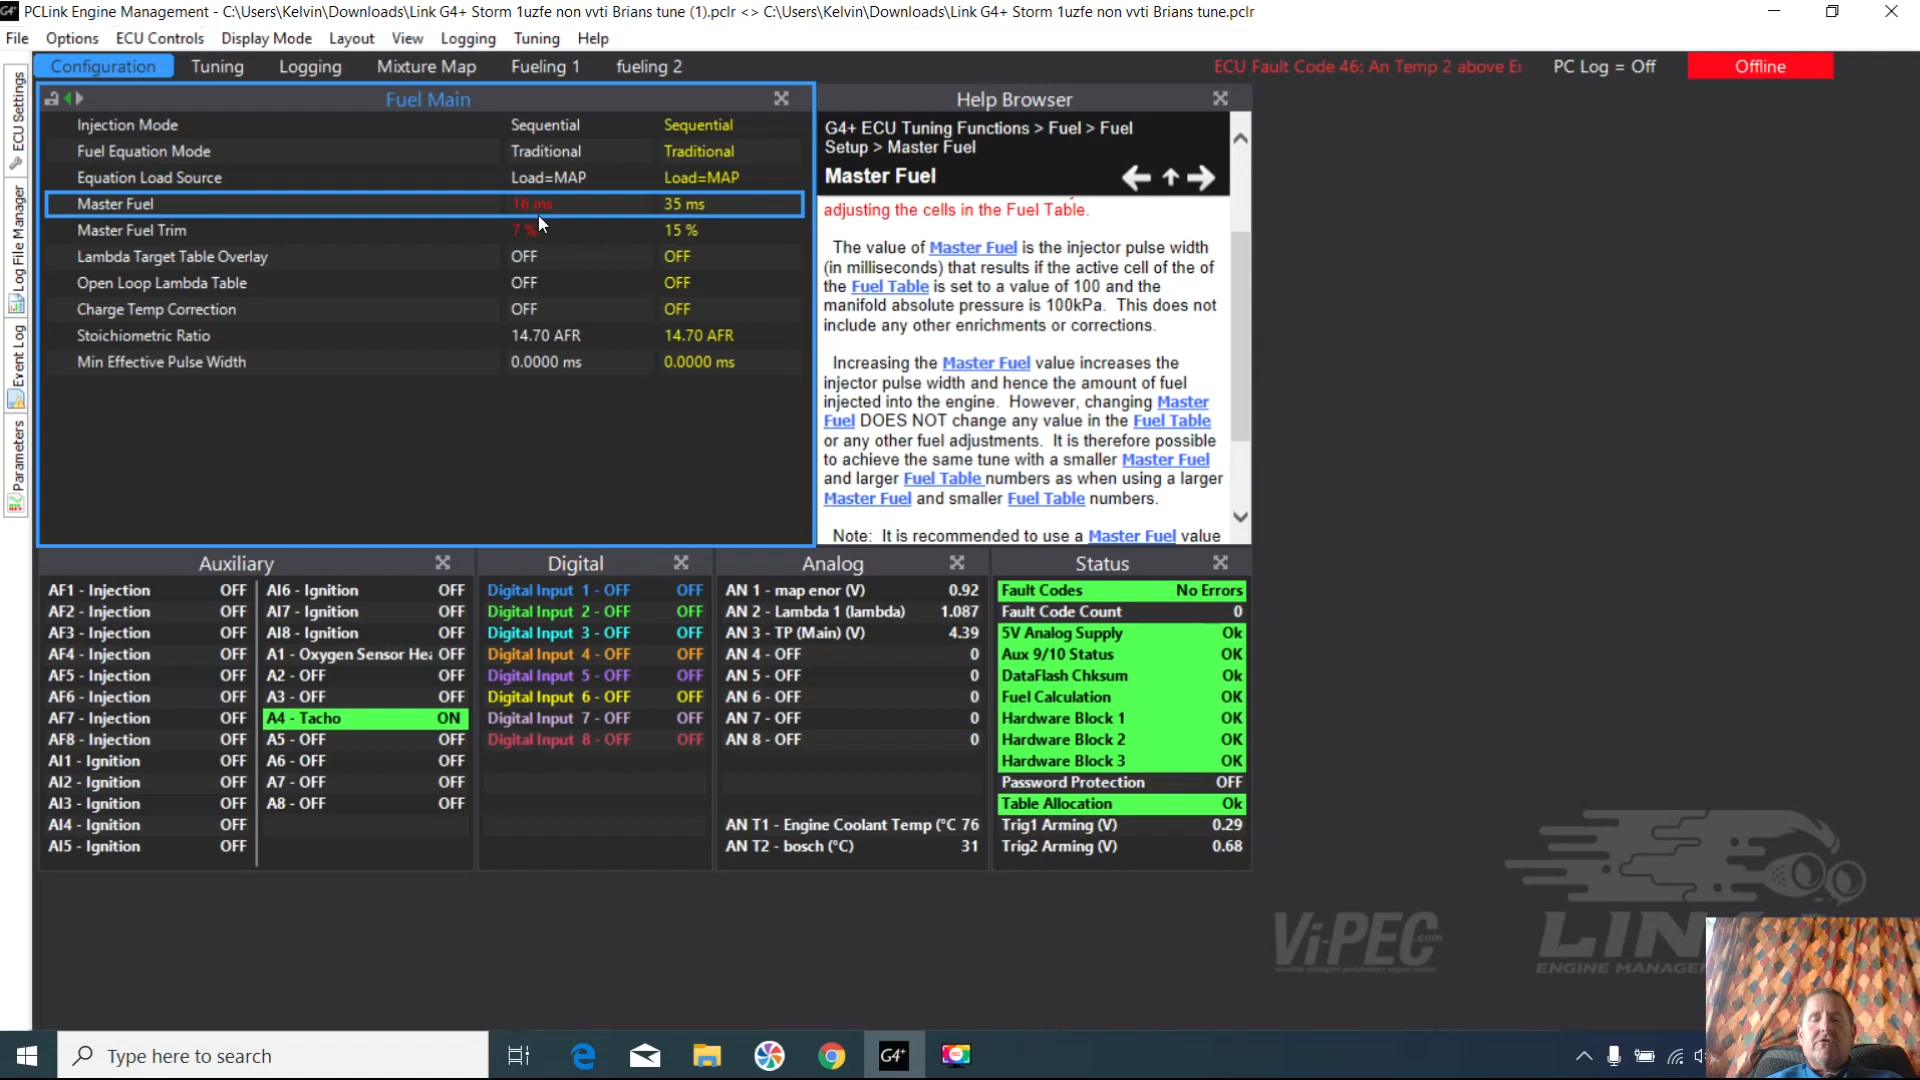 G4+ PCLink Engine Management - C:\Users\Kelvin\Downloads\Link G4+ Storm 1uzfe non vvti Brians tune (1).pclr <> C:\Users\Kelvin\Downloads\Link G4+ Storm 1uzfe non vvti Brians tune.pclr
File Options ECU Controls Display Mode Layout View Logging Tuning Help
Configuration Tuning Logging Mixture Map Fueling 1 fueling 2 ECU Fault Code 46: An Temp 2 above PC Log = Off Offline
ECU Settings
Log File Manager
Event Log
Parameters
Fuel Main
Injection Mode Sequential Sequential
Fuel Equation Mode Traditional Traditional
Equation Load Source Load=MAP Load=MAP
Master Fuel 16 ms 35 ms
Master Fuel Trim 7 % 15 %
Lambda Target Table Overlay OFF OFF
Open Loop Lambda Table OFF OFF
Charge Temp Correction OFF OFF
Stoichiometric Ratio 14.70 AFR 14.70 AFR
Min Effective Pulse Width 0.0000 ms 0.0000 ms
Help Browser
G4+ ECU Tuning Functions > Fuel > Fuel
Setup > Master Fuel
Master Fuel
adjusting the cells in the Fuel Table.
The value of Master Fuel is the injector pulse width
(in milliseconds) that results if the active cell of the of
the Fuel Table is set to a value of 100 and the
manifold absolute pressure is 100kPa. This does not
include any other enrichments or corrections.
Increasing the Master Fuel value increases the
injector pulse width and hence the amount of fuel
injected into the engine. However, changing Master
Fuel DOES NOT change any value in the Fuel Table
or any other fuel adjustments. It is therefore possible
to achieve the same tune with a smaller Master Fuel
and larger Fuel Table numbers as when using a larger
Master Fuel and smaller Fuel Table numbers.
Note: It is recommended to use a Master Fuel value
Auxiliary
AF1 - Injection OFF AI6 - Ignition OFF
AF2 - Injection OFF AI7 - Ignition OFF
AF3 - Injection OFF AI8 - Ignition OFF
AF4 - Injection OFF A1 - Oxygen Sensor Hea OFF
AF5 - Injection OFF A2 - OFF OFF
AF6 - Injection OFF A3 - OFF OFF
AF7 - Injection OFF A4 - Tacho ON
AF8 - Injection OFF A5 - OFF OFF
AI1 - Ignition OFF A6 - OFF OFF
AI2 - Ignition OFF A7 - OFF OFF
AI3 - Ignition OFF A8 - OFF OFF
AI4 - Ignition OFF
AI5 - Ignition OFF
Digital
Digital Input 1 - OFF OFF
Digital Input 2 - OFF OFF
Digital Input 3 - OFF OFF
Digital Input 4 - OFF OFF
Digital Input 5 - OFF OFF
Digital Input 6 - OFF OFF
Digital Input 7 - OFF OFF
Digital Input 8 - OFF OFF
Analog
AN 1 - map enor (V) 0.92
AN 2 - Lambda 1 (lambda) 1.087
AN 3 - TP (Main) (V) 4.39
AN 4 - OFF 0
AN 5 - OFF 0
AN 6 - OFF 0
AN 7 - OFF 0
AN 8 - OFF 0
AN T1 - Engine Coolant Temp (°C 76
AN T2 - bosch (°C) 31
Status
Fault Codes No Errors
Fault Code Count 0
5V Analog Supply Ok
Aux 9/10 Status OK
DataFlash Chksum Ok
Fuel Calculation OK
Hardware Block 1 OK
Hardware Block 2 OK
Hardware Block 3 OK
Password Protection OFF
Table Allocation Ok
Trig1 Arming (V) 0.29
Trig2 Arming (V) 0.68
Vi-PEC.com
LIN
ENGINE MANAGE
Type here to search
G4+